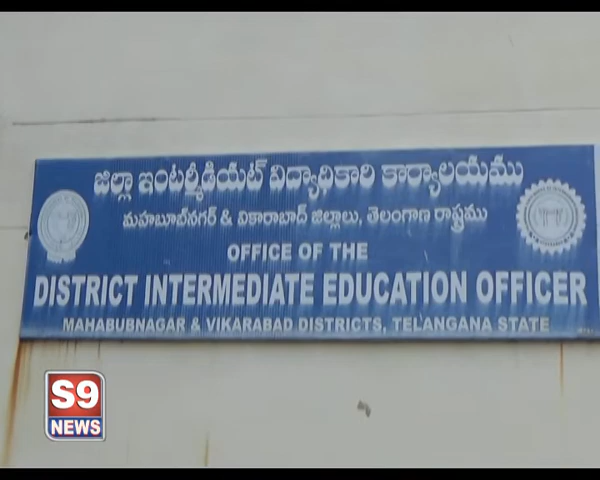 జిల్లా ఇంటర్మీడియట్ విద్యాధికారి కార్యాలయము
మహబూబ్‌నగర్ & వికారాబాద్ జిల్లాలు, తెలంగాణ రాష్ట్రము
OFFICE OF THE
DISTRICT INTERMEDIATE EDUCATION OFFICER
MAHABUBNAGAR & VIKARABAD DISTRICTS, TELANGANA STATE
S9
NEWS